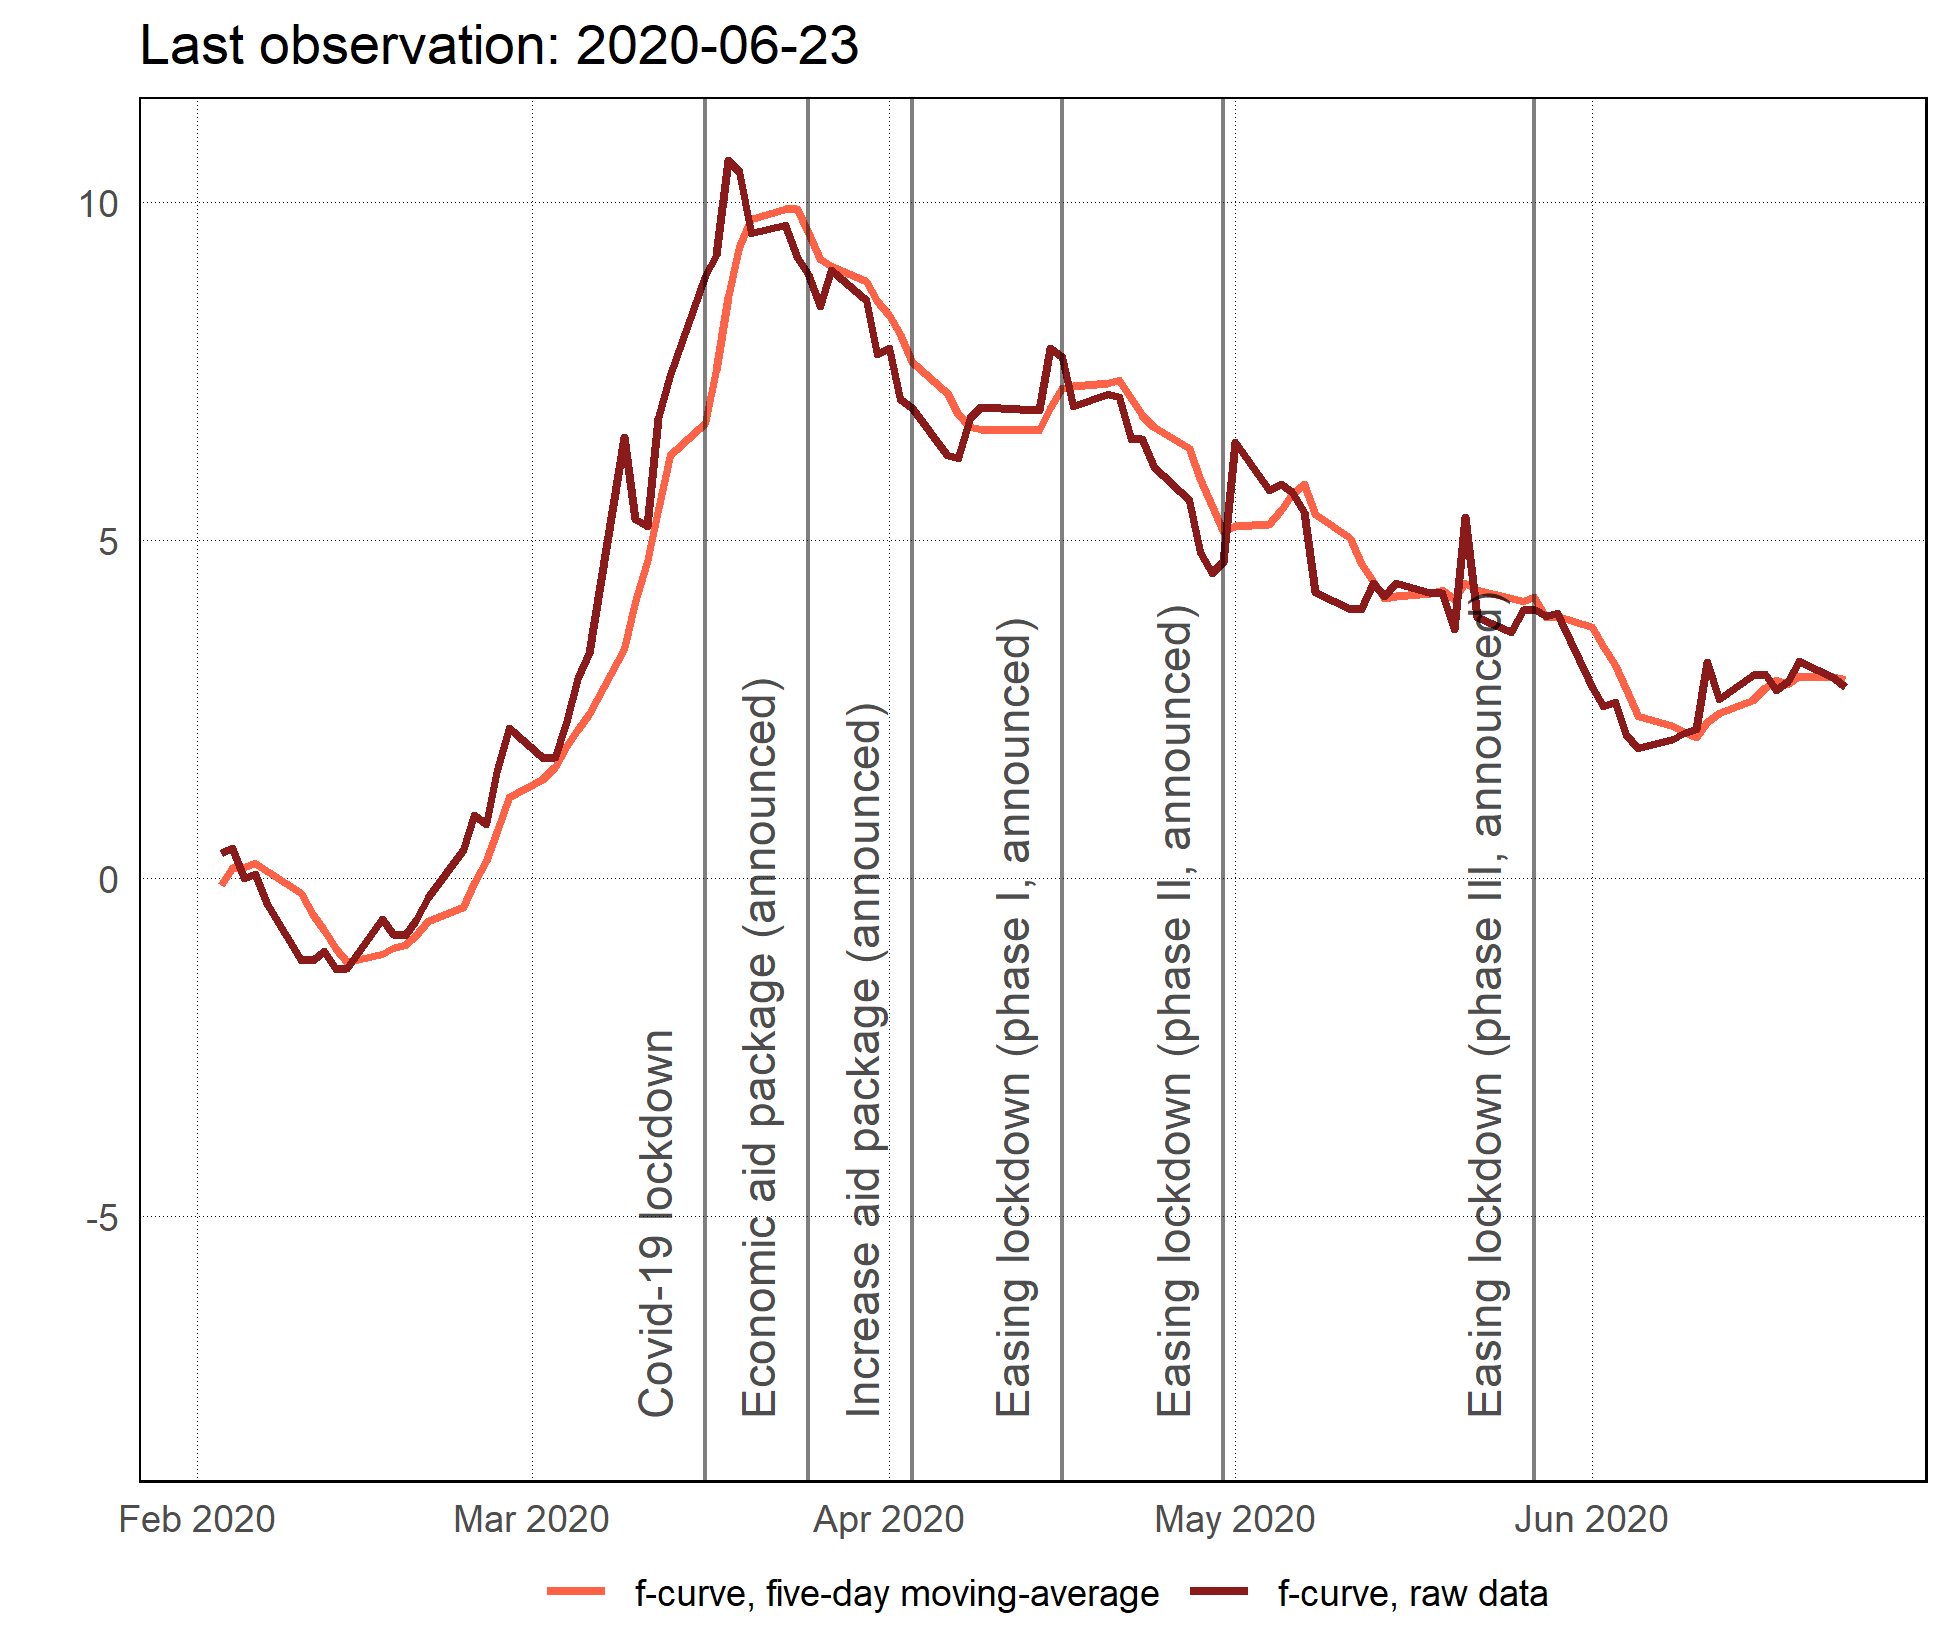 Last observation: 2020-06-23
10
5
0
-5
Covid-19 lockdown
Economic aid package (announced)
Increase aid package (announced)
Easing lockdown (phase I, announced)
Easing lockdown (phase II, announced)
Easing lockdown (phase III, announced)
Feb 2020
Mar 2020
Apr 2020
May 2020
Jun 2020
f-curve, five-day moving-average
f-curve, raw data